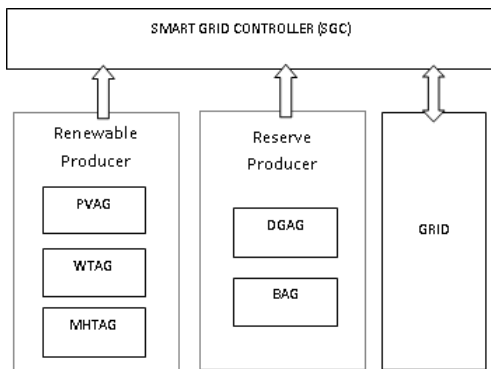 SMART GRID CONTROLLER (SGC)
Renewable
Producer
PVAG
WTAG
MHTAG
Reserve
Producer
DGAG
BAG
GRID